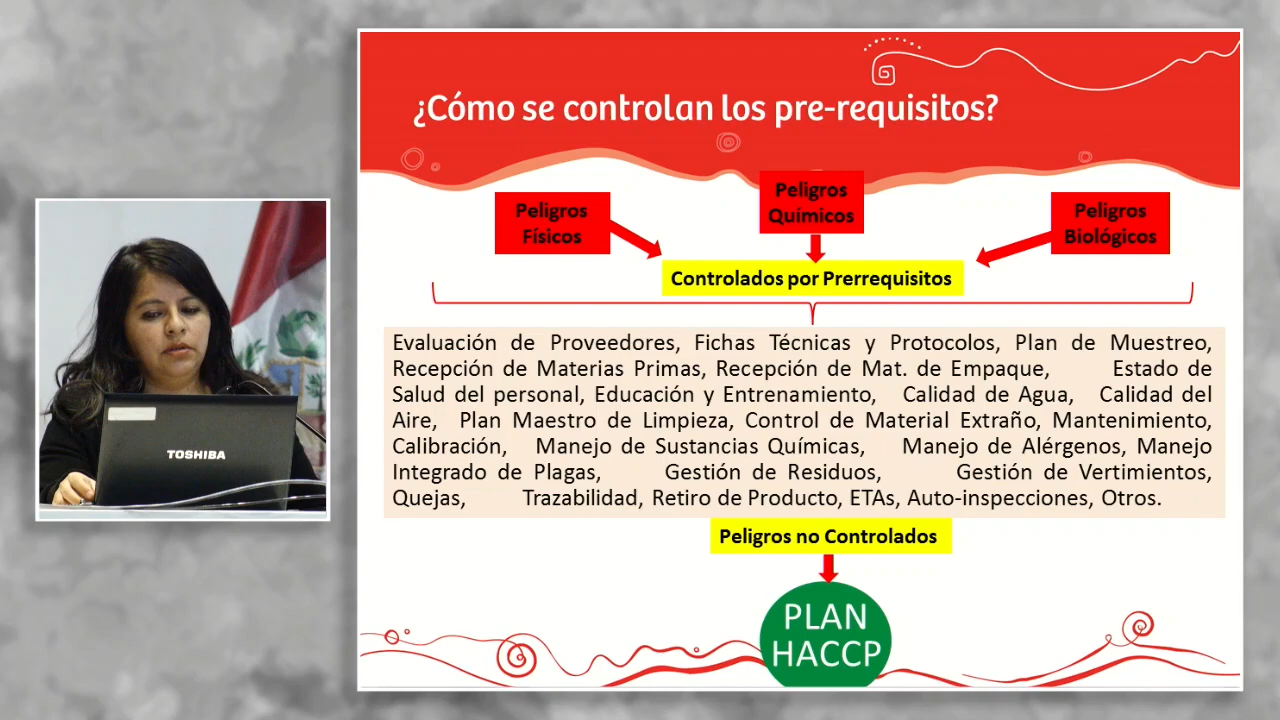 ¿Cómo se controlan los pre-requisitos?
Peligros
Físicos
Peligros
Químicos
Peligros
Biológicos
Controlados por Prerrequisitos
Evaluación de Proveedores, Fichas Técnicas y Protocolos, Plan de Muestreo,
Recepción de Materias Primas, Recepción de Mat. de Empaque, Estado de
Salud del personal, Educación y Entrenamiento, Calidad de Agua, Calidad del
Aire, Plan Maestro de Limpieza, Control de Material Extraño, Mantenimiento,
Calibración, Manejo de Sustancias Químicas, Manejo de Alérgenos, Manejo
Integrado de Plagas, Gestión de Residuos, Gestión de Vertimientos,
Quejas, Trazabilidad, Retiro de Producto, ETAs, Auto-inspecciones, Otros.
Peligros no Controlados
PLAN
HACCP
TOSHIBA